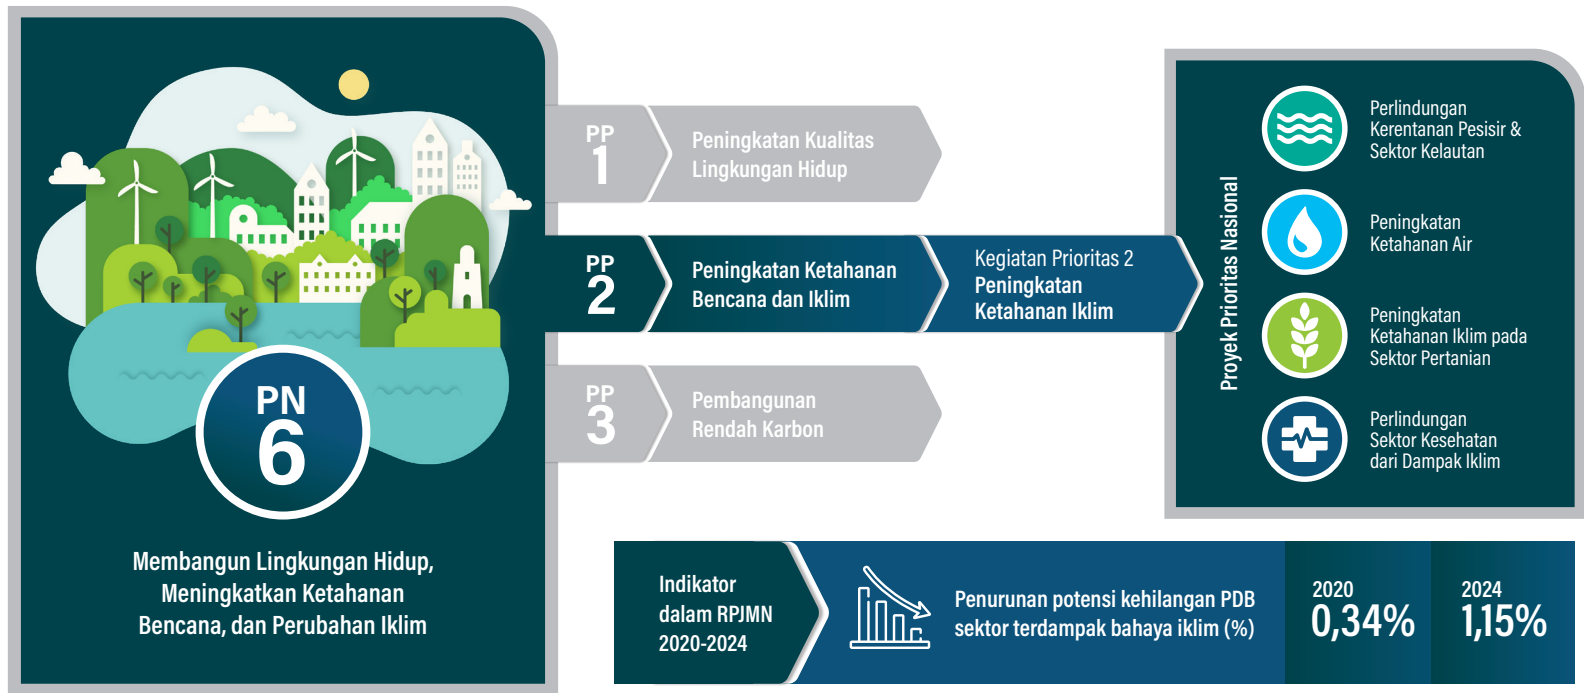 PN
6
Membangun Lingkungan Hidup,
Meningkatkan Ketahanan
Bencana, dan Perubahan Iklim
PP
1
Peningkatan Kualitas
Lingkungan Hidup
PP
2
Peningkatan Ketahanan
Bencana dan Iklim
Kegiatan Prioritas 2
Peningkatan
Ketahanan Iklim
PP
3
Pembangunan
Rendah Karbon
Proyek Prioritas Nasional
Perlindungan
Kerentanan Pesisir &
Sektor Kelautan
Peningkatan
Ketahanan Air
Peningkatan
Ketahanan Iklim pada
Sektor Pertanian
Perlindungan
Sektor Kesehatan
dari Dampak Iklim
Indikator
dalam RPJMN
2020-2024
Penurunan potensi kehilangan PDB
sektor terdampak bahaya iklim (%)
2020
0,34%
2024
1,15%